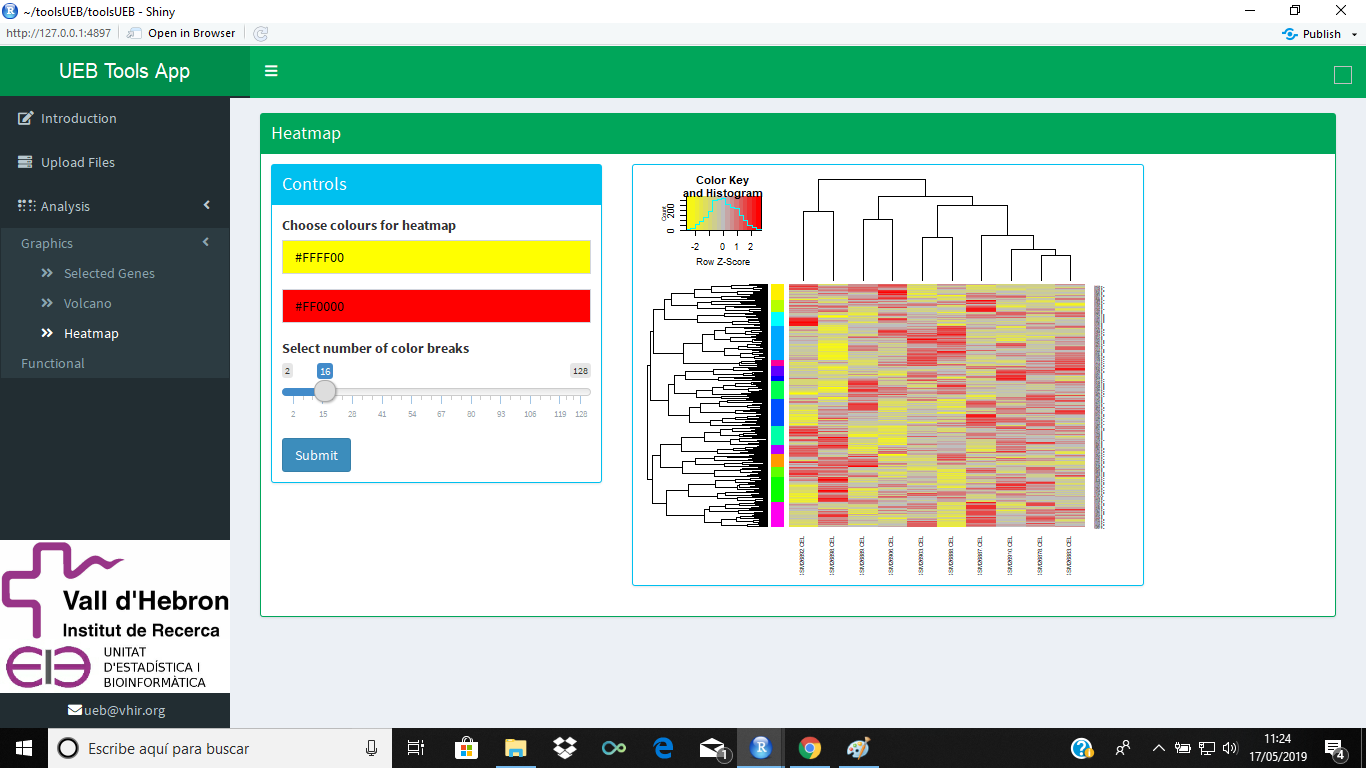 ~/toolsUEB/toolsUEB - Shiny
http://127.0.0.1:4897
Open in Browser
Publish
UEB Tools App
Introduction
Upload Files
Analysis
Graphics
Selected Genes
Volcano
Heatmap
Functional
Vall d'Hebron
Institut de Recerca
UNITAT
D'ESTADÍSTICA I
BIOINFORMÀTICA
ueb@vhir.org
Heatmap
Controls
Choose colours for heatmap
#FFFF00
#FF0000
Select number of color breaks
2 16 128
2 15 28 41 54 67 80 93 106 119 128
Submit
Color Key
and Histogram
Count
0 200
-2 0 1 2
Row Z-Score
Escribe aquí para buscar
1
11:24
17/05/2019
4